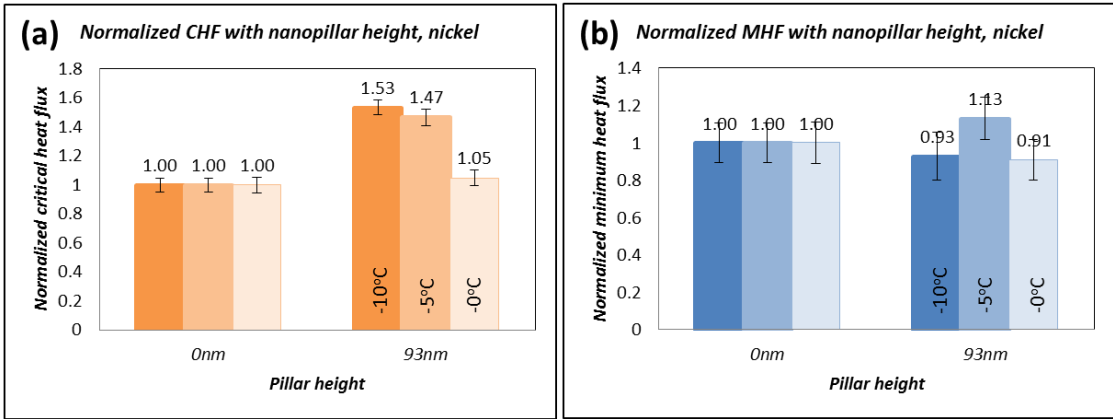 (a)
Normalized CHF with nanopillar height, nickel
Normalized critical heat flux
1.8
1.6
1.4
1.2
1
0.8
0.6
0.4
0.2
0
1.00 1.00 1.00
1.53 1.47 1.05
-10°C -5°C -0°C
0nm 93nm
Pillar height
(b)
Normalized MHF with nanopillar height, nickel
Normalized minimum heat flux
1.4
1.2
1
0.8
0.6
0.4
0.2
0
1.00 1.00 1.00
0.93 1.13 0.91
-10°C -5°C -0°C
0nm 93nm
Pillar height